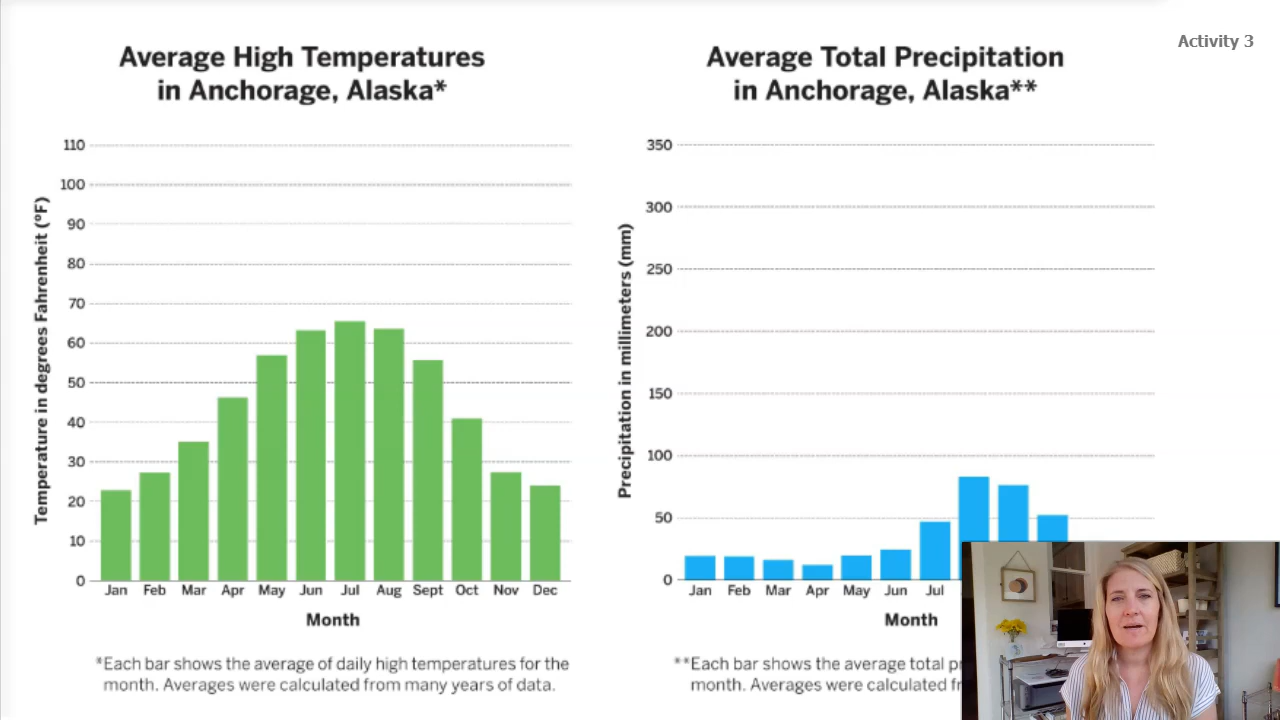 Activity 3
Average High Temperatures
in Anchorage, Alaska*
110
100
90
80
70
60
50
40
30
20
10
0
Temperature in degrees Fahrenheit (°F)
Jan Feb Mar Apr May Jun Jul Aug Sept Oct Nov Dec
Month
*Each bar shows the average of daily high temperatures for the
month. Averages were calculated from many years of data.
Average Total Precipitation
in Anchorage, Alaska**
350
300
250
200
150
100
50
0
Precipitation in millimeters (mm)
Jan Feb Mar Apr May Jun Jul
Month
**Each bar shows the average total
month. Averages were calculated